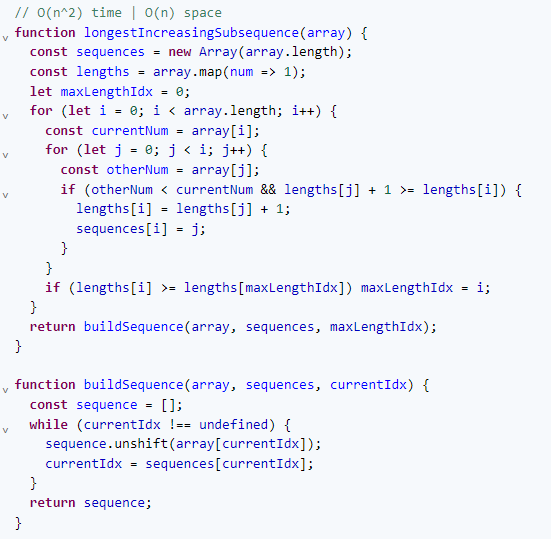 // O(n^2) time | O(n) space
function longestIncreasingSubsequence(array) {
  const sequences = new Array(array.length);
  const lengths = array.map(num => 1);
  let maxLengthIdx = 0;
  for (let i = 0; i < array.length; i++) {
    const currentNum = array[i];
    for (let j = 0; j < i; j++) {
      const otherNum = array[j];
      if (otherNum < currentNum && lengths[j] + 1 >= lengths[i]) {
        lengths[i] = lengths[j] + 1;
        sequences[i] = j;
      }
    }
    if (lengths[i] >= lengths[maxLengthIdx]) maxLengthIdx = i;
  }
  return buildSequence(array, sequences, maxLengthIdx);
}

function buildSequence(array, sequences, currentIdx) {
  const sequence = [];
  while (currentIdx !== undefined) {
    sequence.unshift(array[currentIdx]);
    currentIdx = sequences[currentIdx];
  }
  return sequence;
}